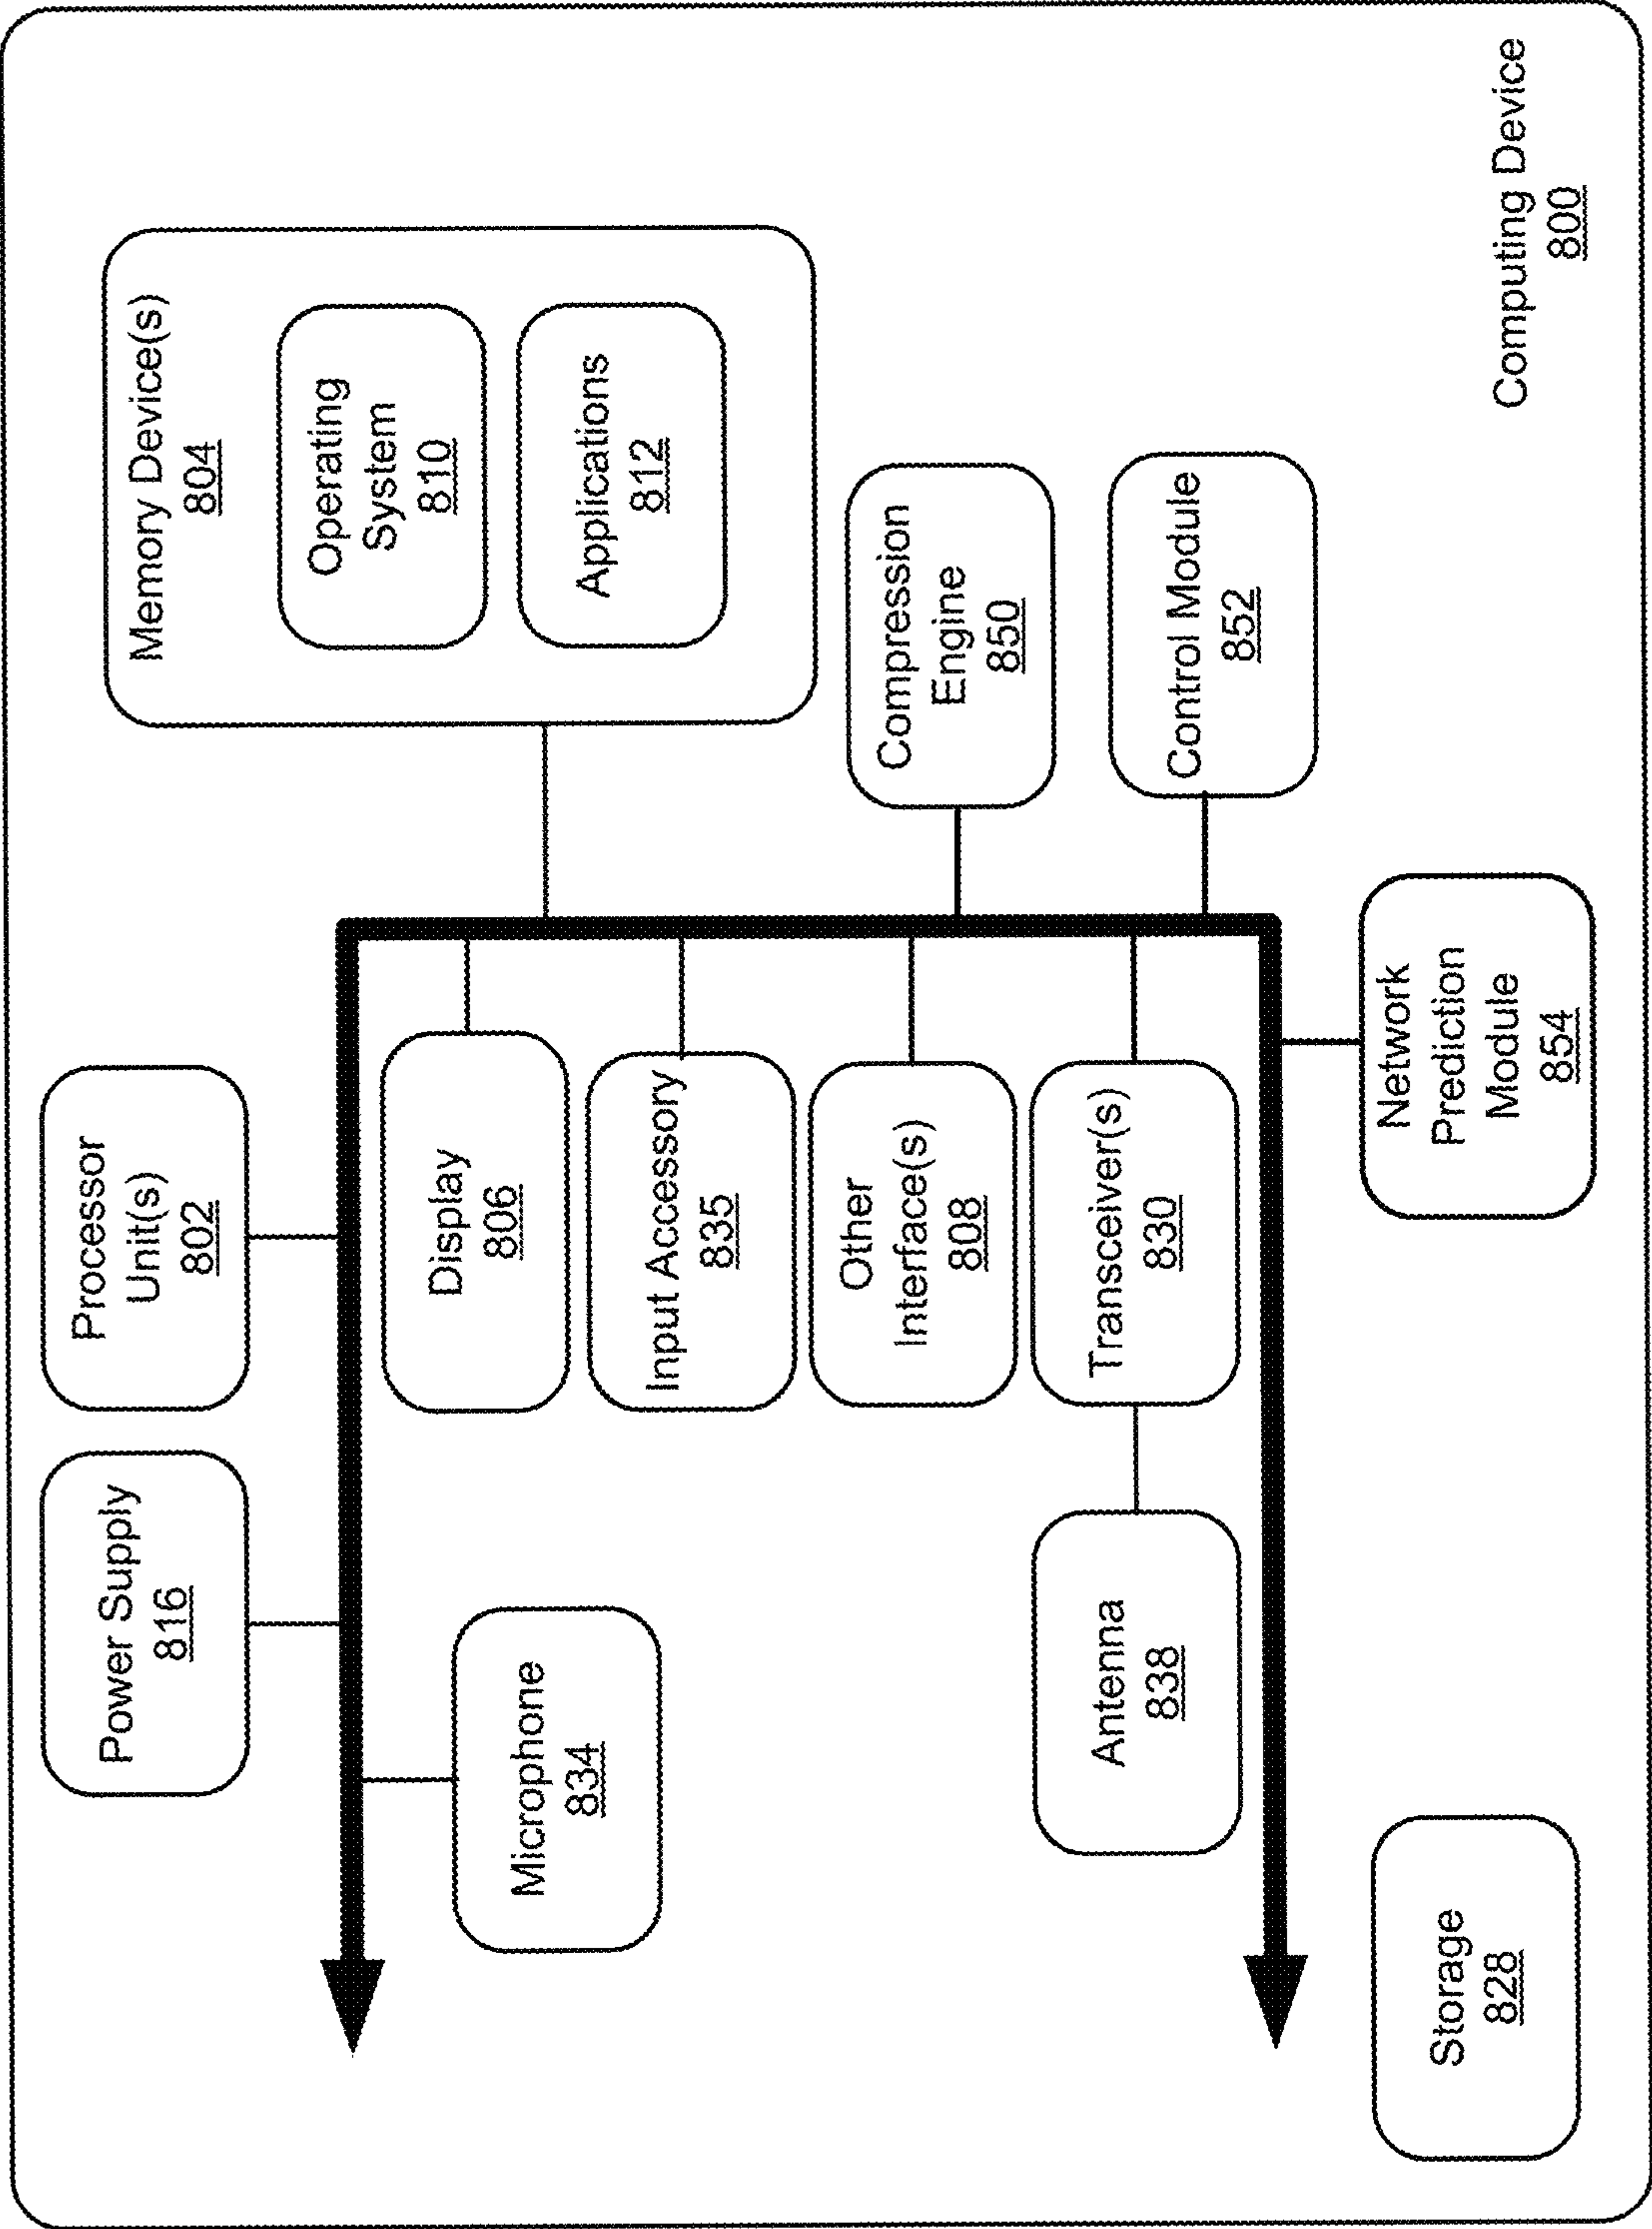 Power Supply
816
Processor
Unit(s)
802
Memory Device(s)
804
Operating
System
810
Applications
812
Display
806
Microphone
834
Input Accessory
835
Other
Interface(s)
808
Compression
Engine
850
Antenna
838
Transceiver(s)
830
Control Module
852
Storage
828
Network
Prediction
Module
854
Computing Device
800